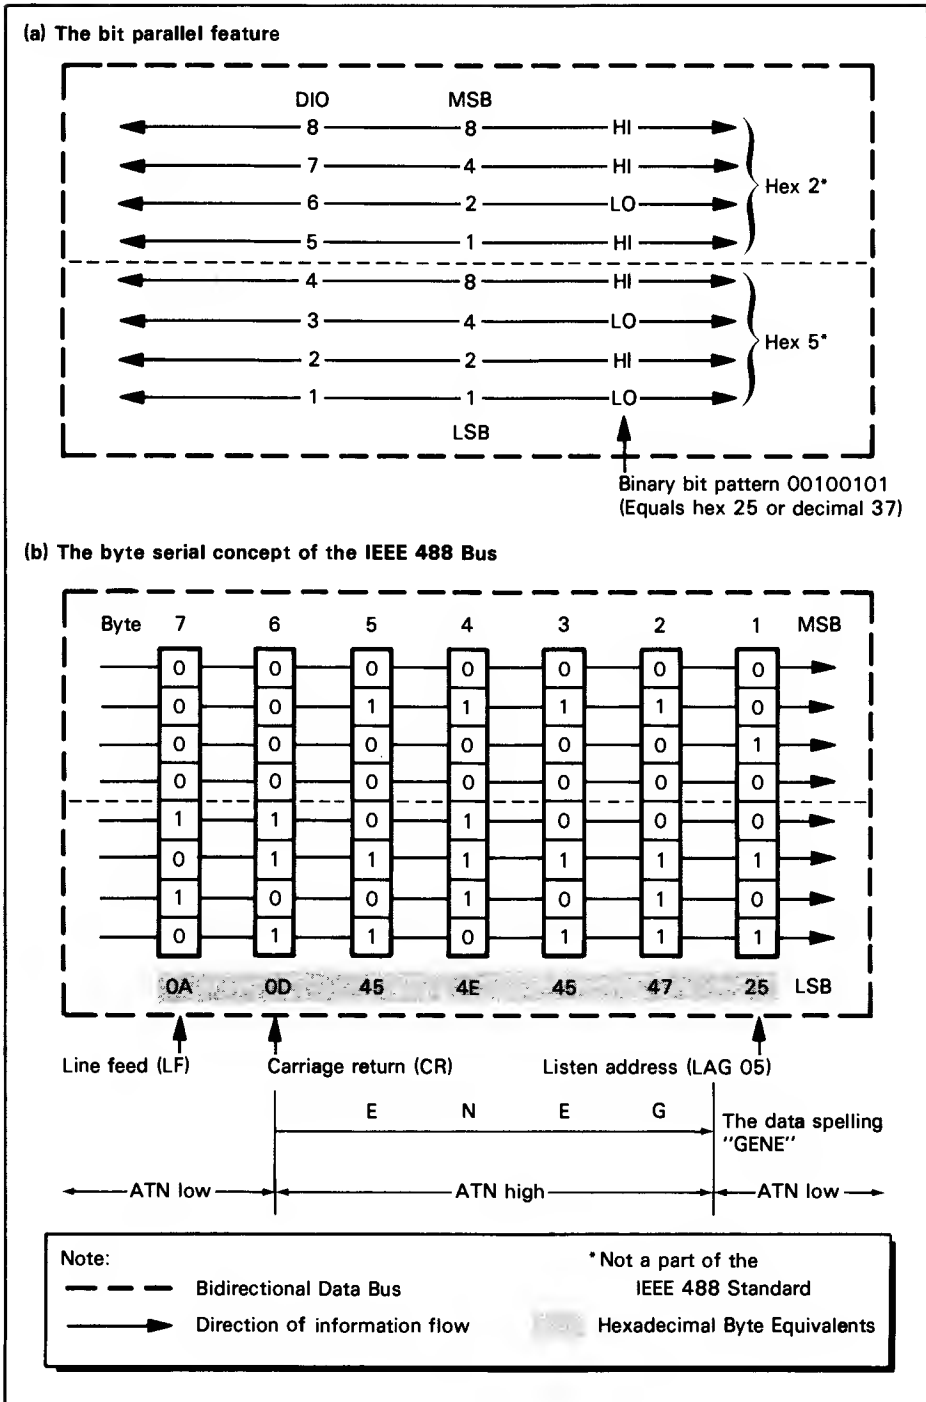 (a) The bit parallel feature
DIO MSB
8 8 HI
7 4 HI
6 2 LO
5 1 HI
Hex 2*
4 8 HI
3 4 LO
2 2 HI
1 1 LO
Hex 5*
LSB
Binary bit pattern 00100101
(Equals hex 25 or decimal 37)
(b) The byte serial concept of the IEEE 488 Bus
Byte 7 6 5 4 3 2 1 MSB
0 0 0 0 0 0 0
0 0 1 1 1 1 0
0 0 0 0 0 0 1
0 0 0 0 0 0 0
1 1 0 1 0 0 0
0 1 1 1 1 1 1
1 0 0 1 0 1 0
0 1 1 0 1 1 1
0A 0D 45 4E 45 47 25 LSB
Line feed (LF) Carriage return (CR) Listen address (LAG 05)
E N E G
The data spelling
"GENE"
ATN low ATN high ATN low
Note:
Bidirectional Data Bus
Direction of information flow
*Not a part of the
IEEE 488 Standard
Hexadecimal Byte Equivalents